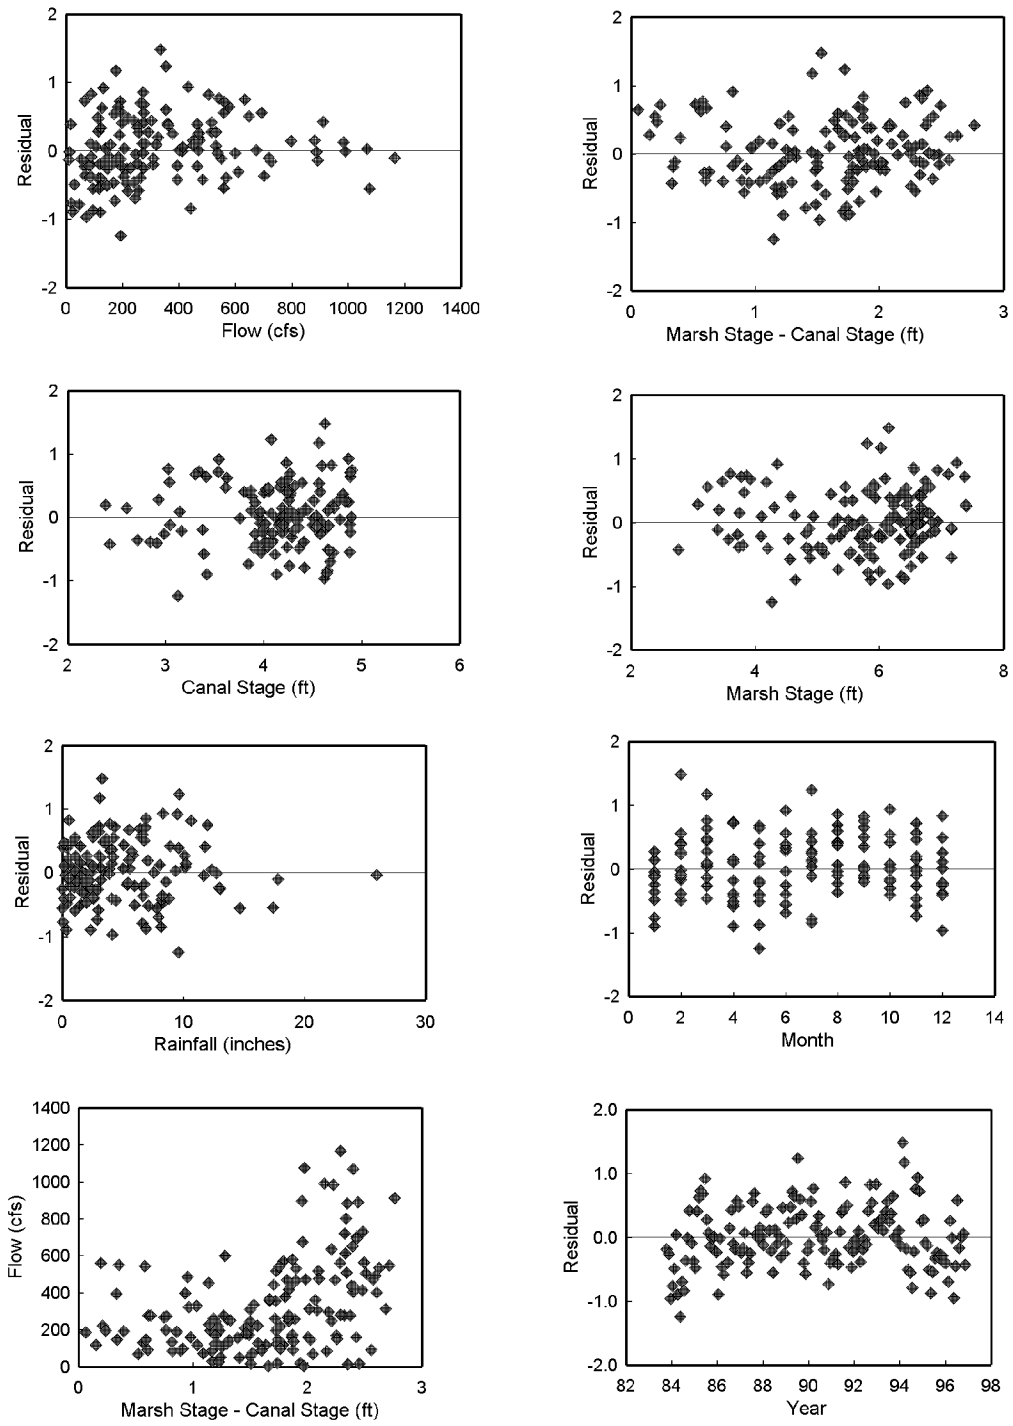 2
1
0
-1
-2
Residual
0 200 400 600 800 1000 1200 1400
Flow (cfs)
2
1
0
-1
-2
Residual
0 1 2 3
Marsh Stage - Canal Stage (ft)
2
1
0
-1
-2
Residual
2 3 4 5 6
Canal Stage (ft)
2
1
0
-1
-2
Residual
2 4 6 8
Marsh Stage (ft)
2
1
0
-1
-2
Residual
0 10 20 30
Rainfall (inches)
2
1
0
-1
-2
Residual
0 2 4 6 8 10 12 14
Month
1400
1200
1000
800
600
400
200
0
Flow (cfs)
0 1 2 3
Marsh Stage - Canal Stage (ft)
2.0
1.0
0.0
-1.0
-2.0
Residual
82 84 86 88 90 92 94 96 98
Year